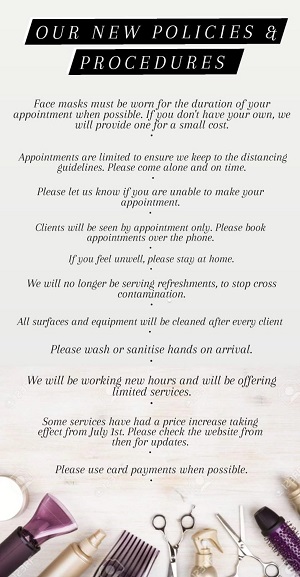 OUR NEW POLICIES &
PROCEDURES
Face masks must be worn for the duration of your
appointment when possible. If you don't have your own, we
will provide one for a small cost.
•
Appointments are limited to ensure we keep to the distancing
guidelines. Please come alone and on time.
•
Please let us know if you are unable to make your
appointment.
•
Clients will be seen by appointment only. Please book
appointments over the phone.
•
If you feel unwell, please stay at home.
•
We will no longer be serving refreshments, to stop cross
contamination.
•
All surfaces and equipment will be cleaned after every client
•
Please wash or sanitise hands on arrival.
•
We will be working new hours and will be offering
limited services.
•
Some services have had a price increase taking
effect from July 1st. Please check the website from
then for updates.
•
Please use card payments when possible.
•